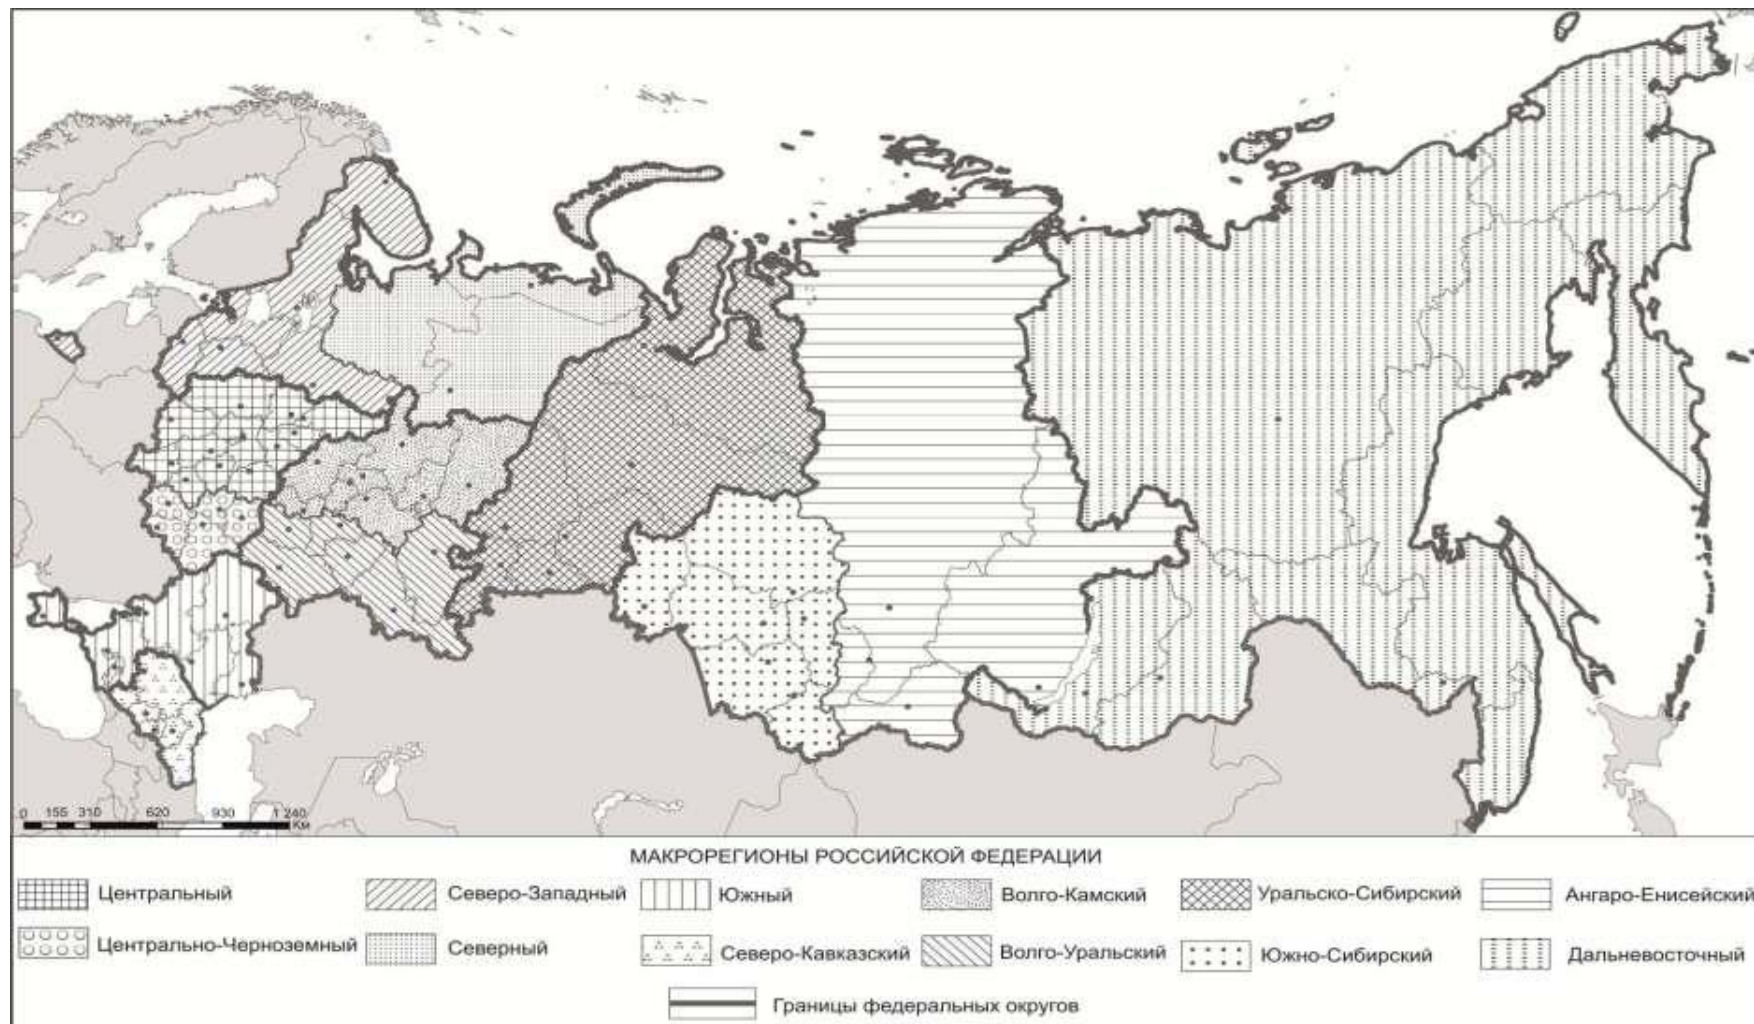 0 155 310 620 930 1 240
Км
МАКРОРЕГИОНЫ РОССИЙСКОЙ ФЕДЕРАЦИИ
Центральный Северо-Западный Южный Волго-Камский Уральско-Сибирский Ангаро-Енисейский
Центрально-Черноземный Северный Северо-Кавказский Волго-Уральский Южно-Сибирский Дальневосточный
Границы федеральных округов